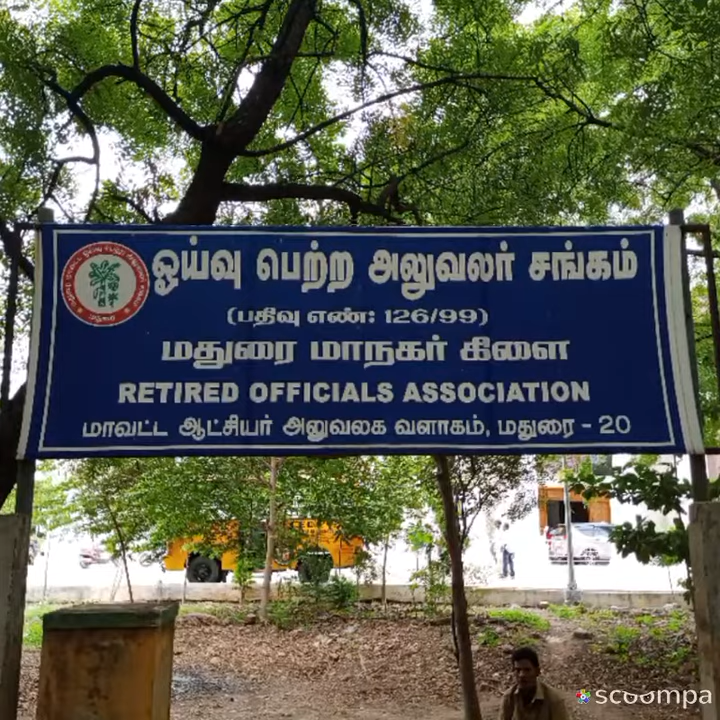 ஓய்வு பெற்ற அலுவலர் சங்கம்
(பதிவு எண்: 126/99)
மதுரை மாநகர் கிளை
RETIRED OFFICIALS ASSOCIATION
மாவட்ட ஆட்சியர் அலுவலக வளாகம், மதுரை - 20
scoompa